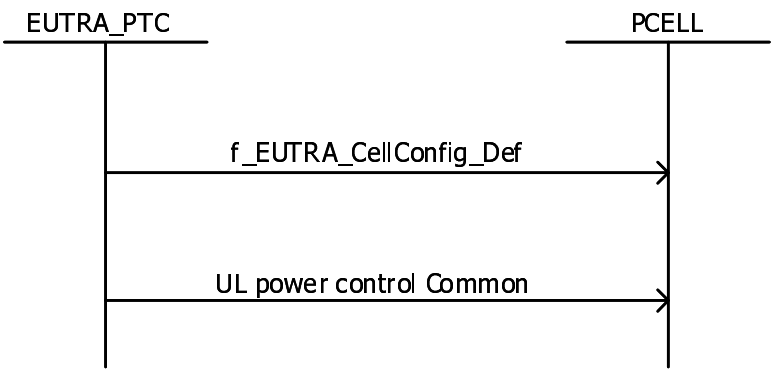 EUTRA_PTC
PCELL
f_EUTRA_CellConfig_Def
UL power control Common